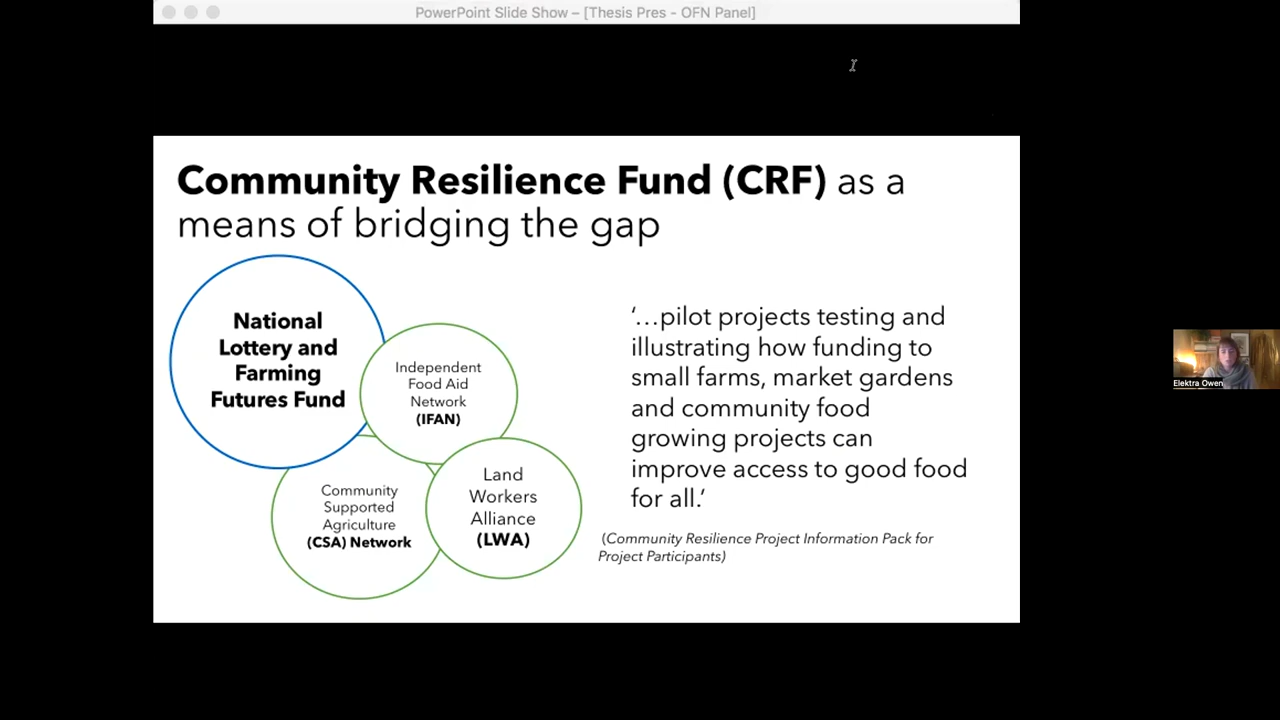 PowerPoint Slide Show – [Thesis Pres - OFN Panel]
Community Resilience Fund (CRF) as a
means of bridging the gap
National
Lottery and
Farming
Futures Fund
Independent
Food Aid
Network
(IFAN)
Community
Supported
Agriculture
(CSA) Network
Land
Workers
Alliance
(LWA)
‘…pilot projects testing and
illustrating how funding to
small farms, market gardens
and community food
growing projects can
improve access to good food
for all.’
(Community Resilience Project Information Pack for
Project Participants)
Elektra Owen